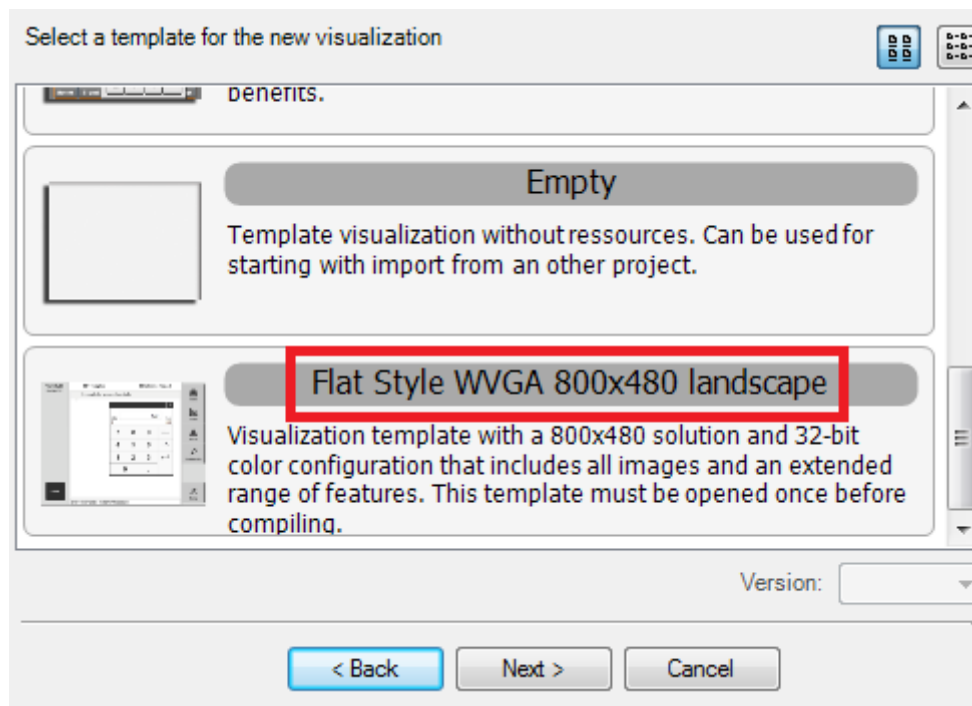 Select a template for the new visualization
benefits.
Empty
Template visualization without ressources. Can be used for
starting with import from an other project.
Flat Style WVGA 800x480 landscape
Visualization template with a 800x480 solution and 32-bit
color configuration that includes all images and an extended
range of features. This template must be opened once before
compiling.
Version:
< Back
Next >
Cancel